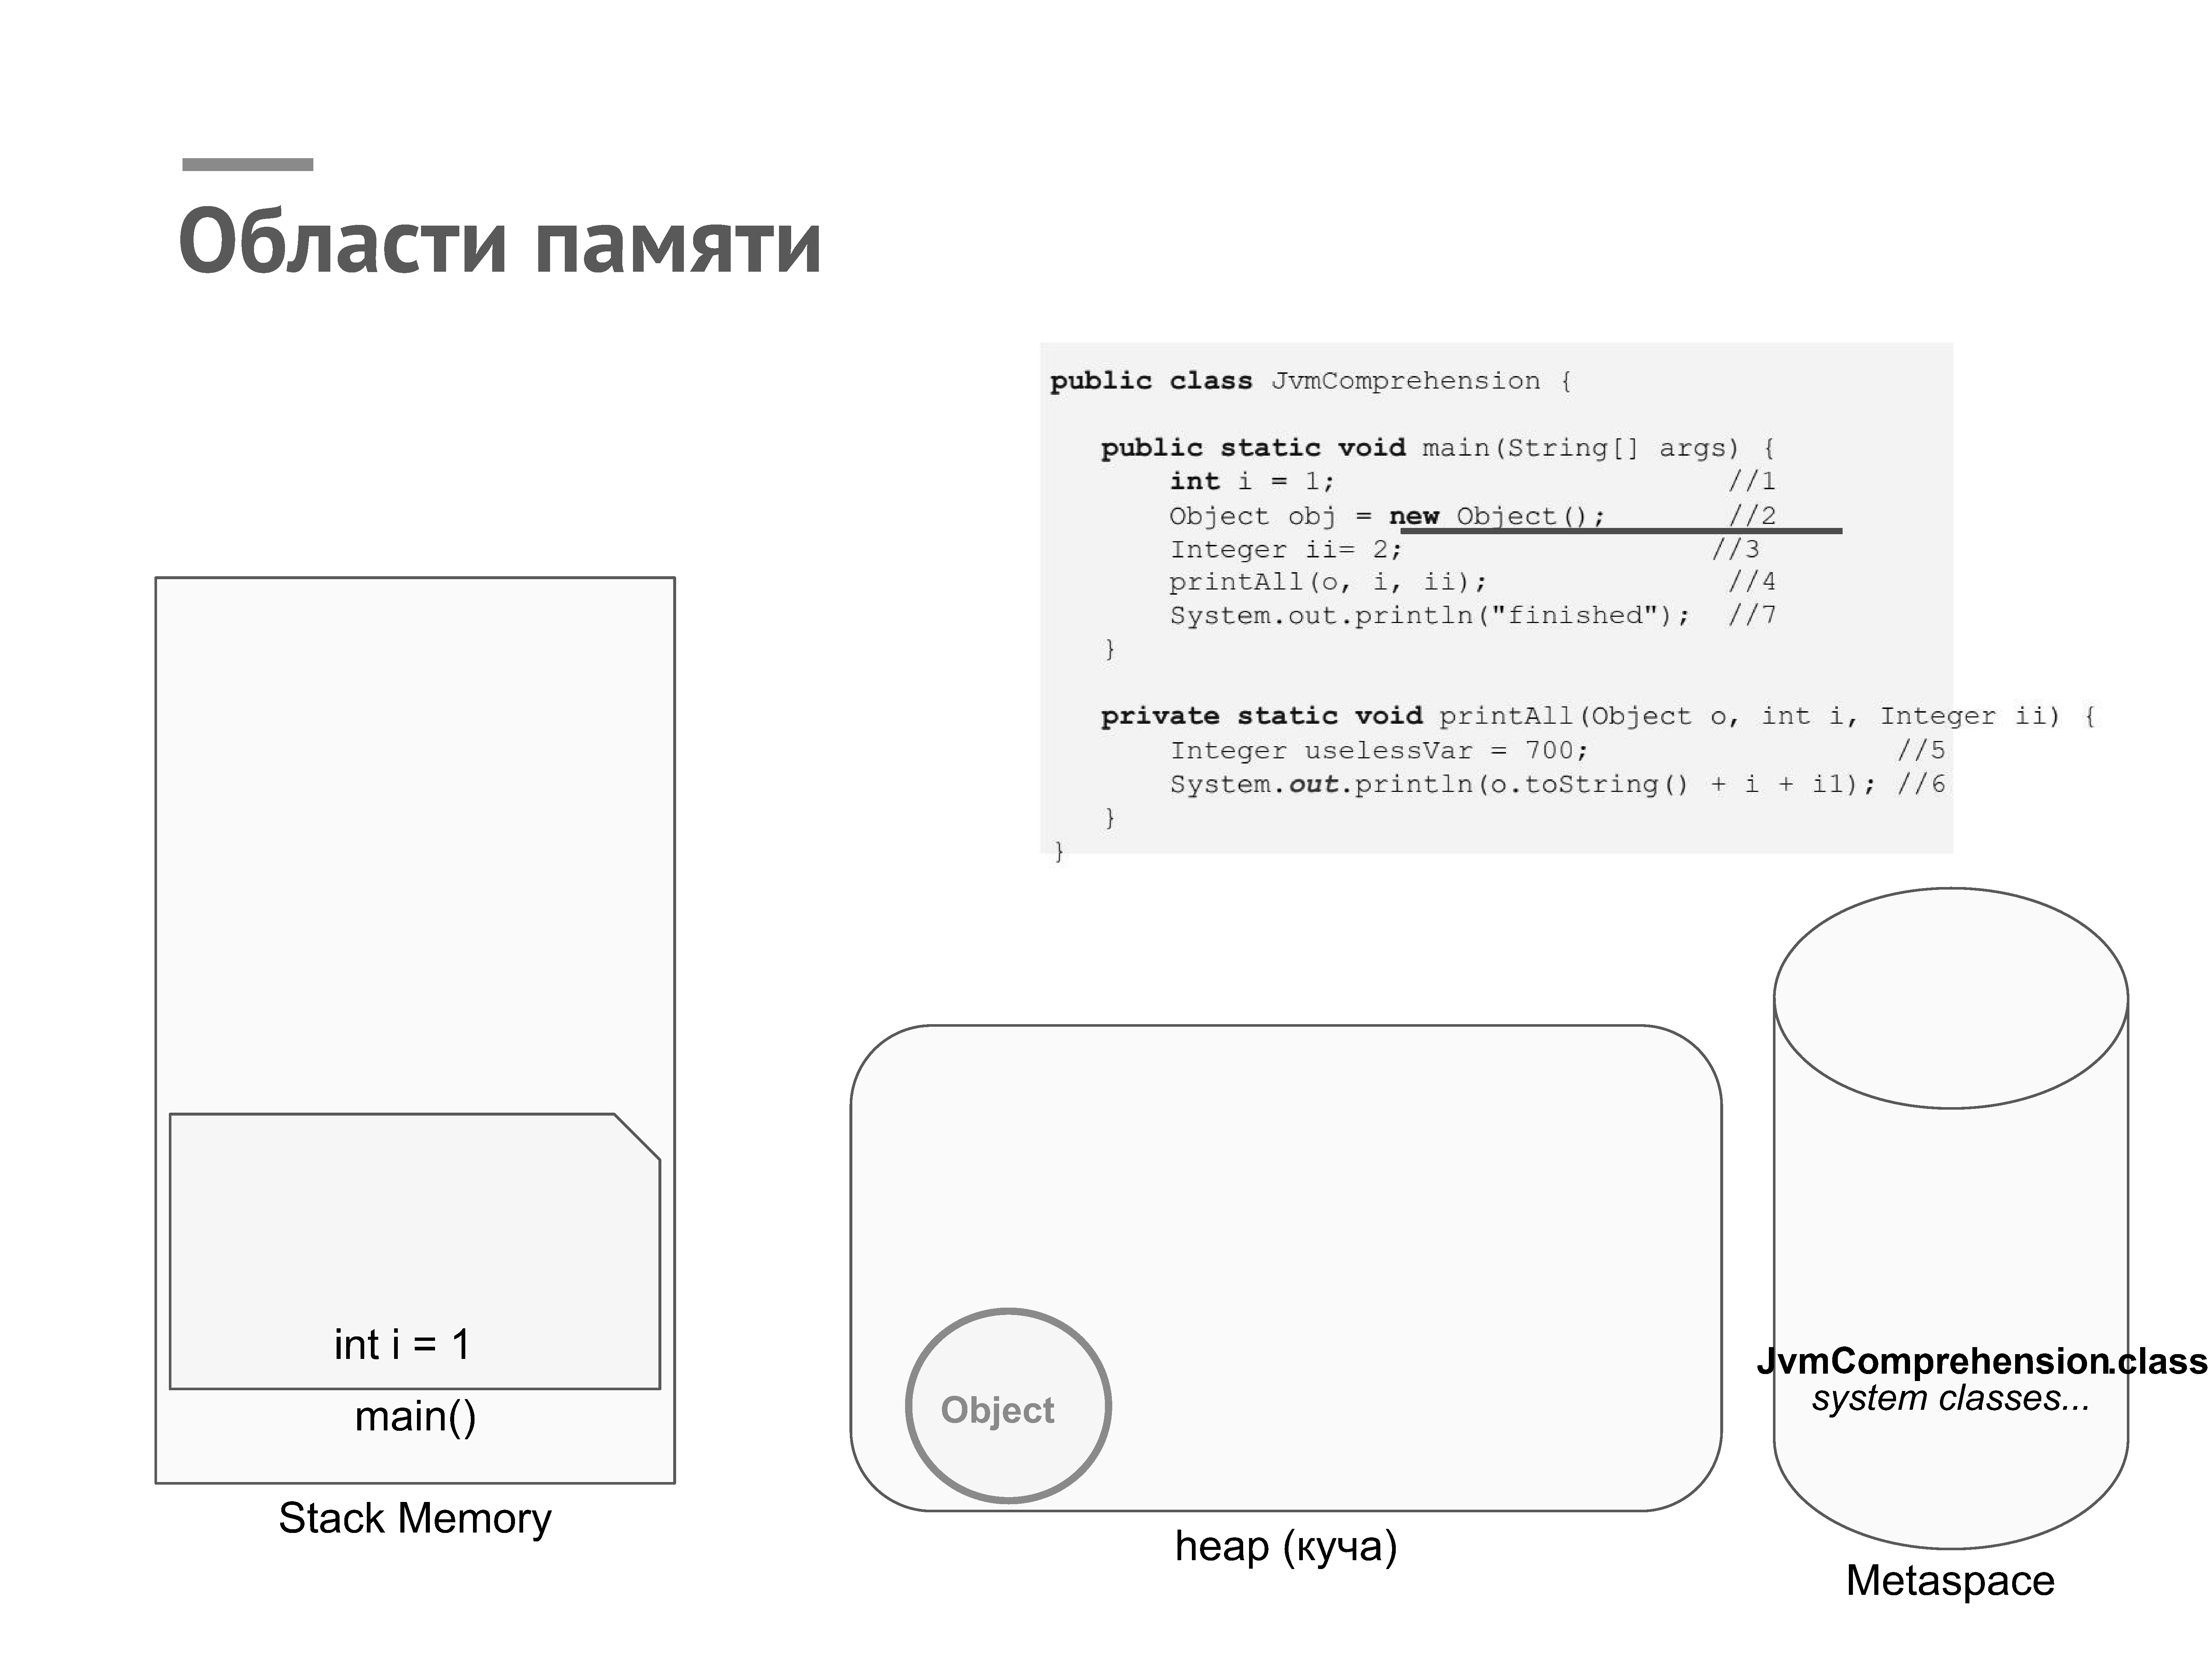 Области памяти
public class JvmComprehension {
public static void main(String[] args) {
int i = 1; //1
Object obj = new Object(); //2
Integer ii= 2; //3
printAll(o, i, ii); //4
System.out.println("finished"); //7
}
private static void printAll(Object o, int i, Integer ii) {
Integer uselessVar = 700; //5
System.out.println(o.toString() + i + i1); //6
}
}
int i = 1
main()
Stack Memory
Object
heap (куча)
JvmComprehension.class
system classes...
Metaspace